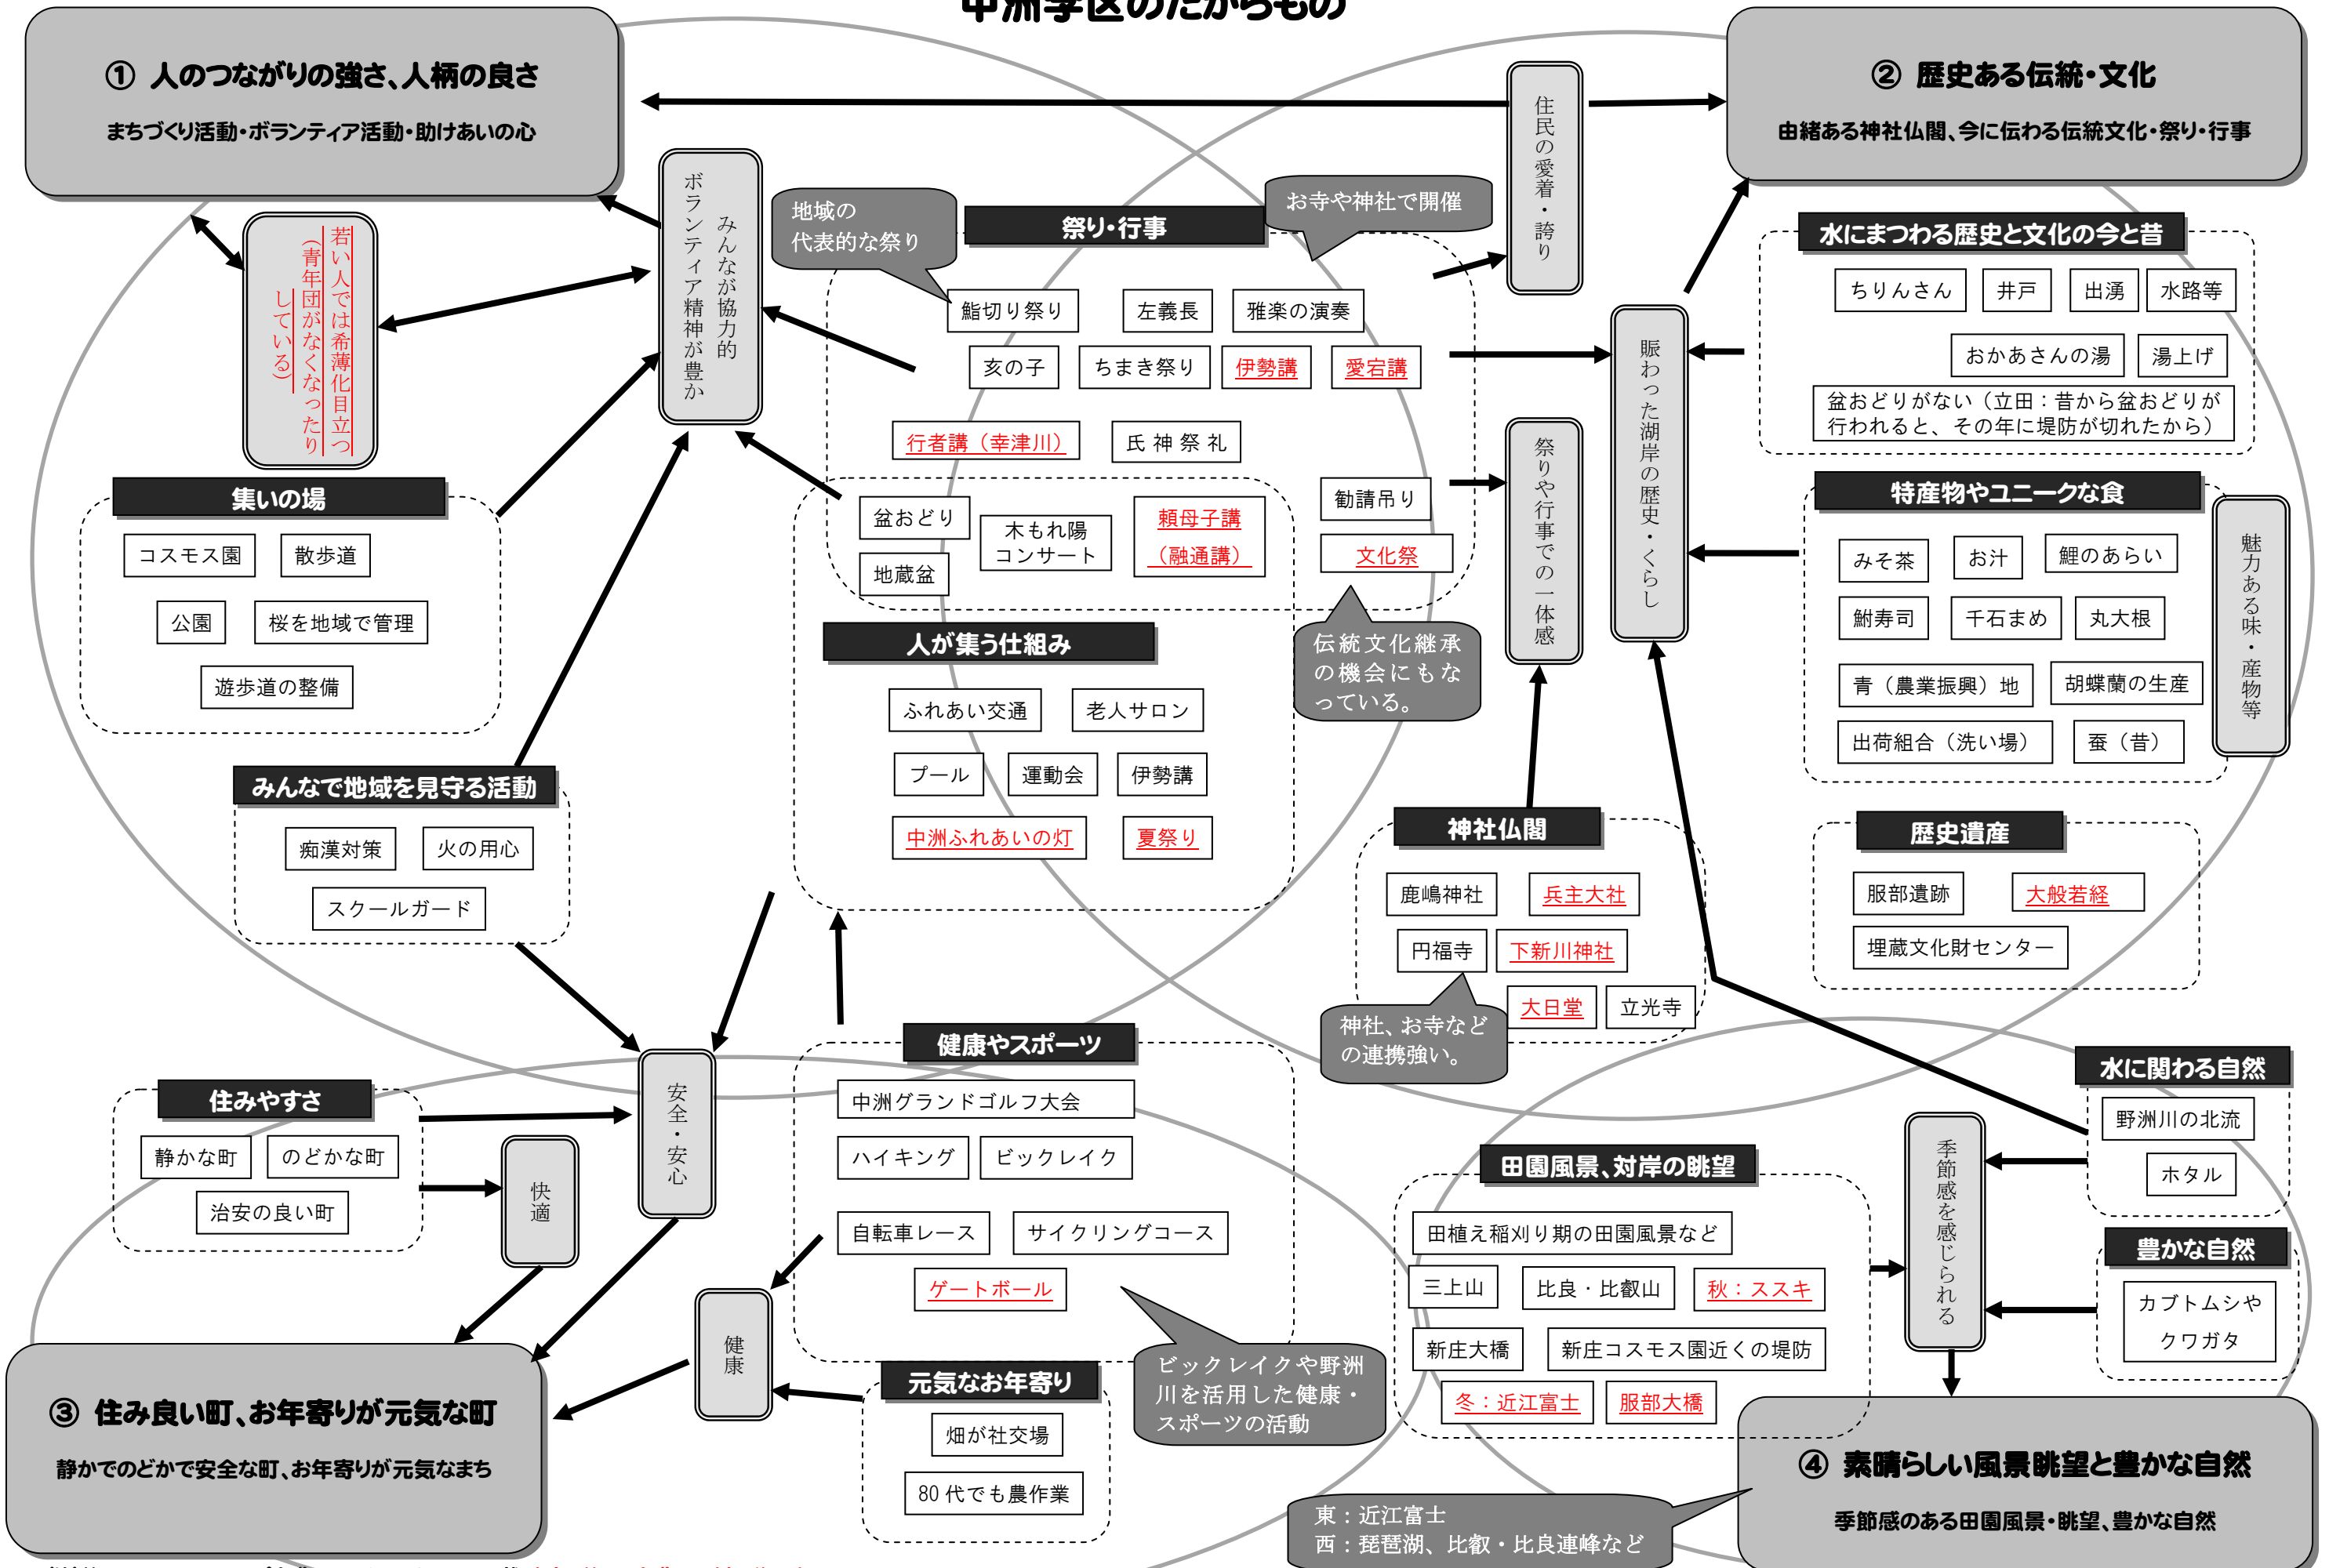 中洲学区のたからもの
① 人のつながりの強さ、人柄の良さ
まちづくり活動・ボランティア活動・助けあいの心
② 歴史ある伝統・文化
由緒ある神社仏閣、今に伝わる伝統文化・祭り・行事
住民の愛着・誇り
みんなが協力的
ボランティア精神が豊か
若い人では希薄化目立つ
（青年団がなくなったり
している）
地域の
代表的な祭り
祭り・行事
お寺や神社で開催
鮨切り祭り
左義長
雅楽の演奏
亥の子
ちまき祭り
伊勢講
愛宕講
行者講（幸津川）
氏神祭礼
盆おどり
木もれ陽
コンサート
頼母子講
（融通講）
勧請吊り
文化祭
地蔵盆
伝統文化継承
の機会にもな
っている。
賑わった湖岸の歴史・くらし
祭りや行事での一体感
水にまつわる歴史と文化の今と昔
ちりんさん
井戸
出湧
水路等
おかあさんの湯
湯上げ
盆おどりがない（立田：昔から盆おどりが
行われると、その年に堤防が切れたから）
特産物やユニークな食
みそ茶
お汁
鯉のあらい
鮒寿司
千石まめ
丸大根
青（農業振興）地
胡蝶蘭の生産
出荷組合（洗い場）
蚕（昔）
魅力ある味・産物等
集いの場
コスモス園
散歩道
公園
桜を地域で管理
遊歩道の整備
人が集う仕組み
ふれあい交通
老人サロン
プール
運動会
伊勢講
中洲ふれあいの灯
夏祭り
みんなで地域を見守る活動
痴漢対策
火の用心
スクールガード
神社仏閣
鹿嶋神社
兵主大社
円福寺
下新川神社
大日堂
立光寺
神社、お寺など
の連携強い。
歴史遺産
服部遺跡
大般若経
埋蔵文化財センター
住みやすさ
静かな町
のどかな町
治安の良い町
快適
安全・安心
健康
健康やスポーツ
中洲グランドゴルフ大会
ハイキング
ビックレイク
自転車レース
サイクリングコース
ゲートボール
ビックレイクや野洲
川を活用した健康・
スポーツの活動
元気なお年寄り
畑が社交場
80代でも農作業
水に関わる自然
野洲川の北流
ホタル
豊かな自然
カブトムシや
クワガタ
季節感を感じられる
田園風景、対岸の眺望
田植え稲刈り期の田園風景など
三上山
比良・比叡山
秋：ススキ
新庄大橋
新庄コスモス園近くの堤防
冬：近江富士
服部大橋
③ 住み良い町、お年寄りが元気な町
静かでのどかで安全な町、お年寄りが元気なまち
④ 素晴らしい風景眺望と豊かな自然
季節感のある田園風景・眺望、豊かな自然
東：近江富士
西：琵琶湖、比叡・比良連峰など